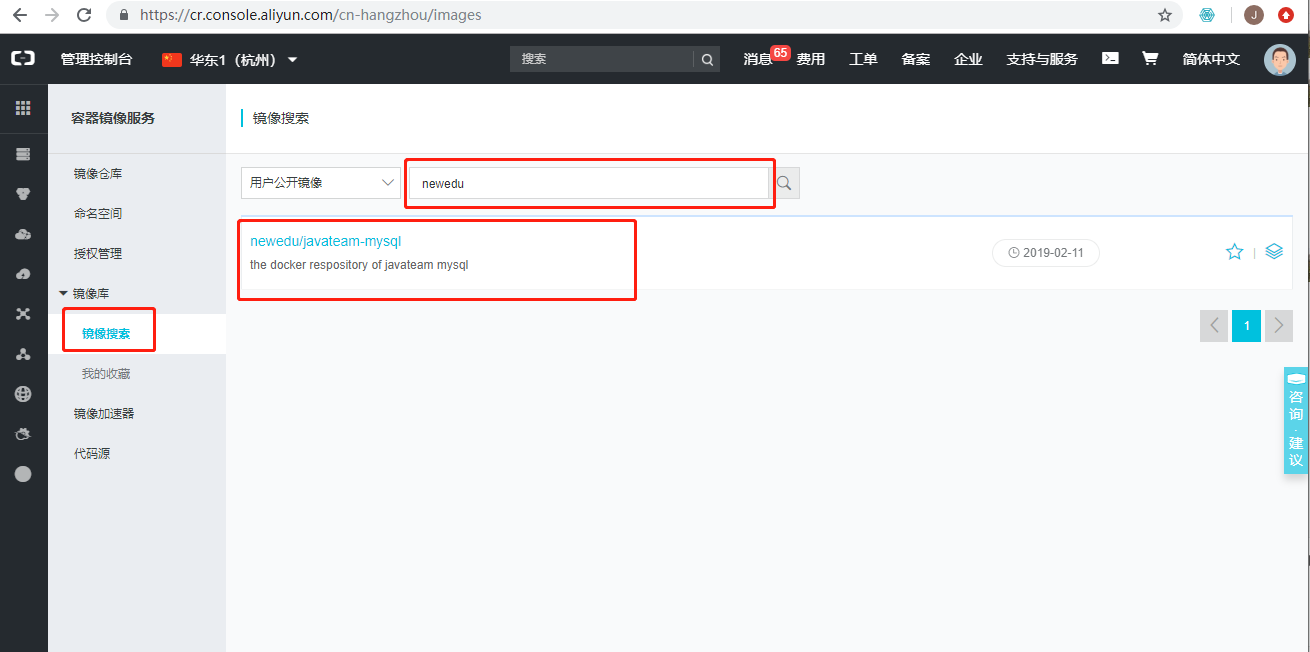 https://cr.console.aliyun.com/cn-hangzhou/images
J
管理控制台 华东1（杭州） 搜索 消息 65 费用 工单 备案 企业 支持与服务 简体中文
容器镜像服务
镜像搜索
镜像仓库
用户公开镜像 newedu
命名空间
newedu/javateam-mysql
授权管理
the docker respository of javateam mysql
2019-02-11
镜像库
镜像搜索
1
我的收藏
镜像加速器
代码源
咨询·建议